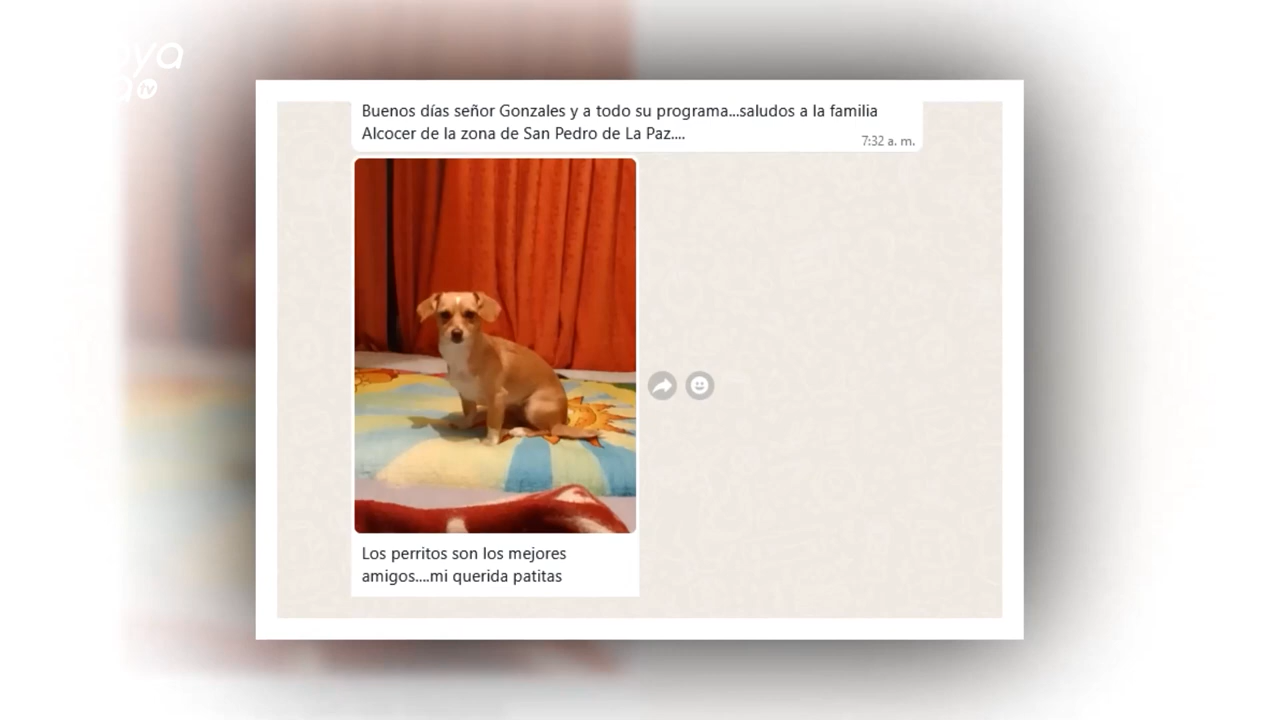 Buenos días señor Gonzales y a todo su programa...saludos a la familia
Alcocer de la zona de San Pedro de La Paz....
7:32 a. m.
Los perritos son los mejores
amigos....mi querida patitas
tv